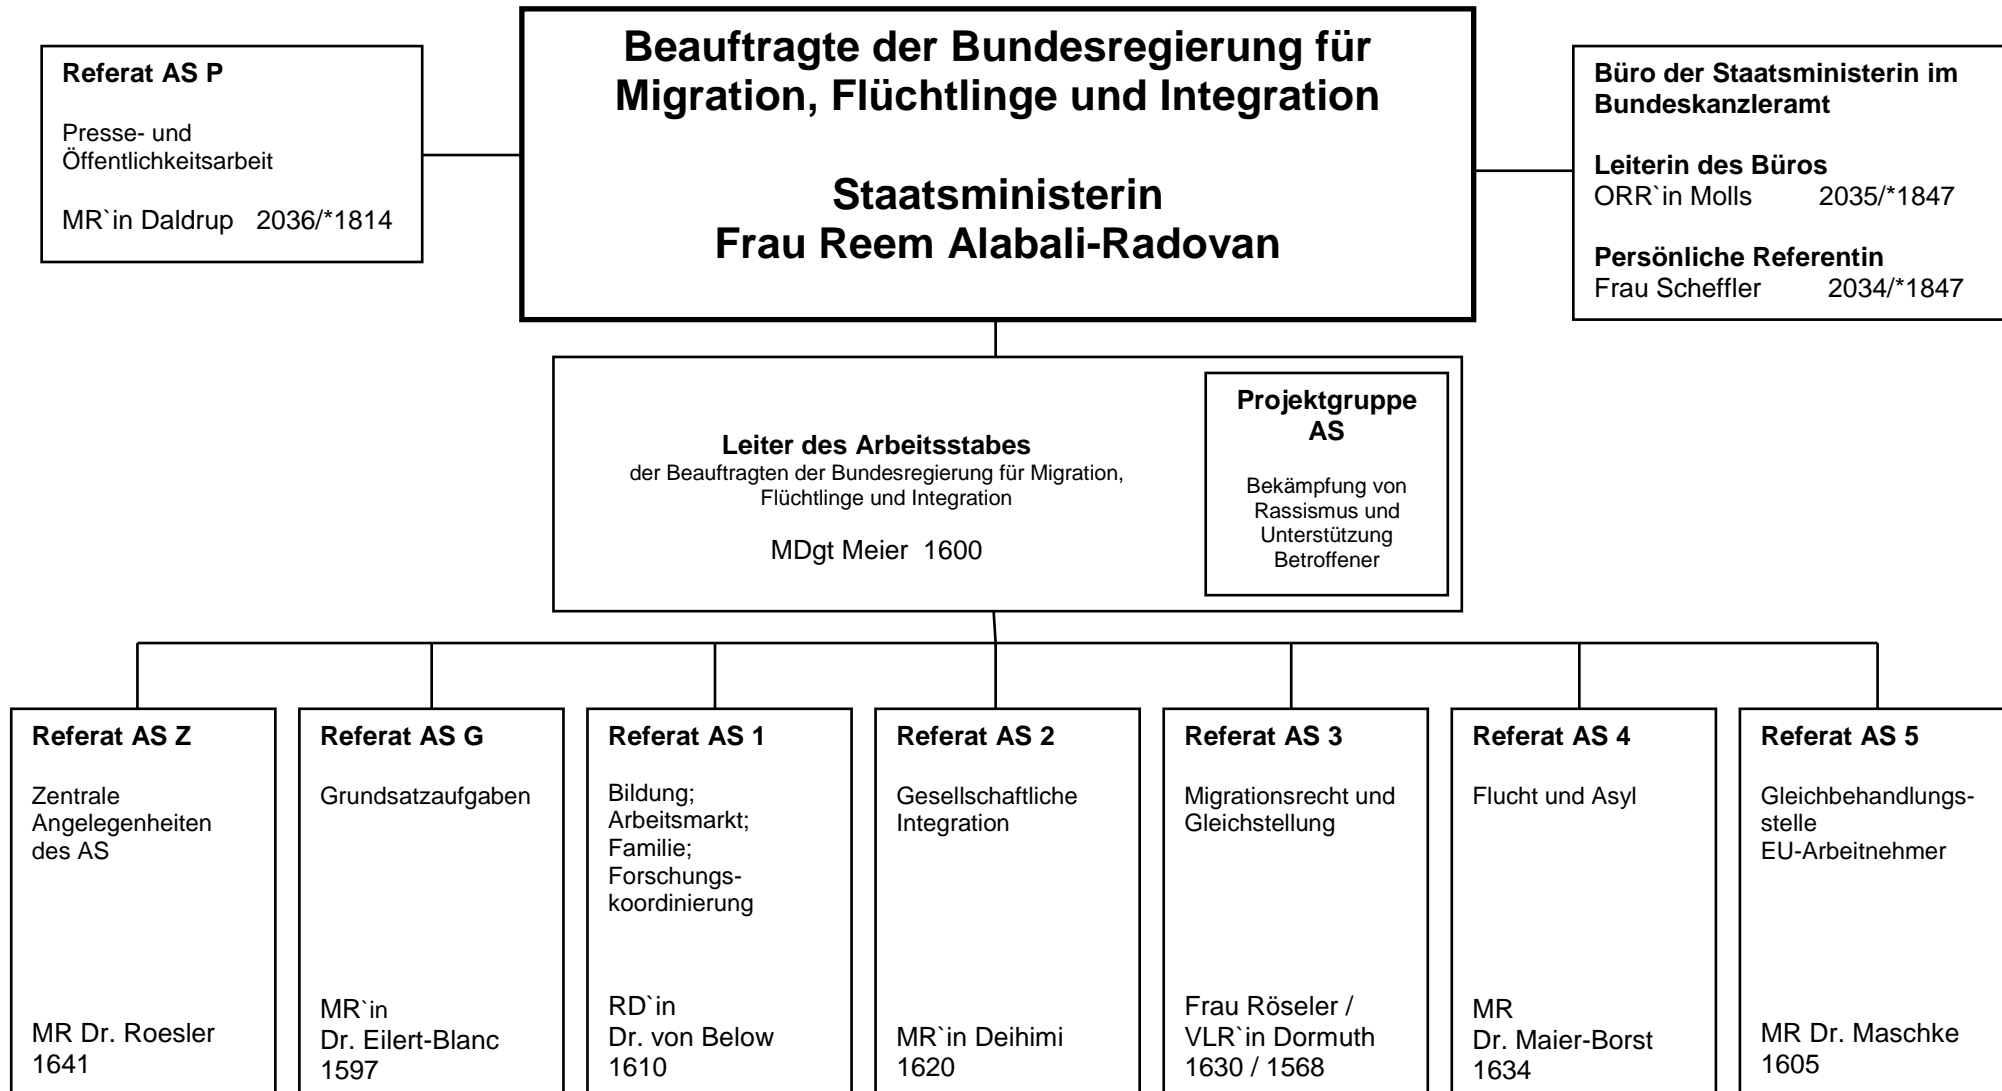 Referat AS P
Presse- und
Öffentlichkeitsarbeit
MR`in Daldrup 2036/*1814
Beauftragte der Bundesregierung für
Migration, Flüchtlinge und Integration
Staatsministerin
Frau Reem Alabali-Radovan
Büro der Staatsministerin im
Bundeskanzleramt
Leiterin des Büros
ORR`in Molls 2035/*1847
Persönliche Referentin
Frau Scheffler 2034/*1847
Leiter des Arbeitsstabes
der Beauftragten der Bundesregierung für Migration,
Flüchtlinge und Integration
MDgt Meier 1600
Projektgruppe
AS
Bekämpfung von
Rassismus und
Unterstützung
Betroffener
Referat AS Z
Zentrale
Angelegenheiten
des AS
MR Dr. Roesler
1641
Referat AS G
Grundsatzaufgaben
MR`in
Dr. Eilert-Blanc
1597
Referat AS 1
Bildung;
Arbeitsmarkt;
Familie;
Forschungs-
koordinierung
RD`in
Dr. von Below
1610
Referat AS 2
Gesellschaftliche
Integration
MR`in Deihimi
1620
Referat AS 3
Migrationsrecht und
Gleichstellung
Frau Röseler /
VLR`in Dormuth
1630 / 1568
Referat AS 4
Flucht und Asyl
MR
Dr. Maier-Borst
1634
Referat AS 5
Gleichbehandlungs-
stelle
EU-Arbeitnehmer
MR Dr. Maschke
1605